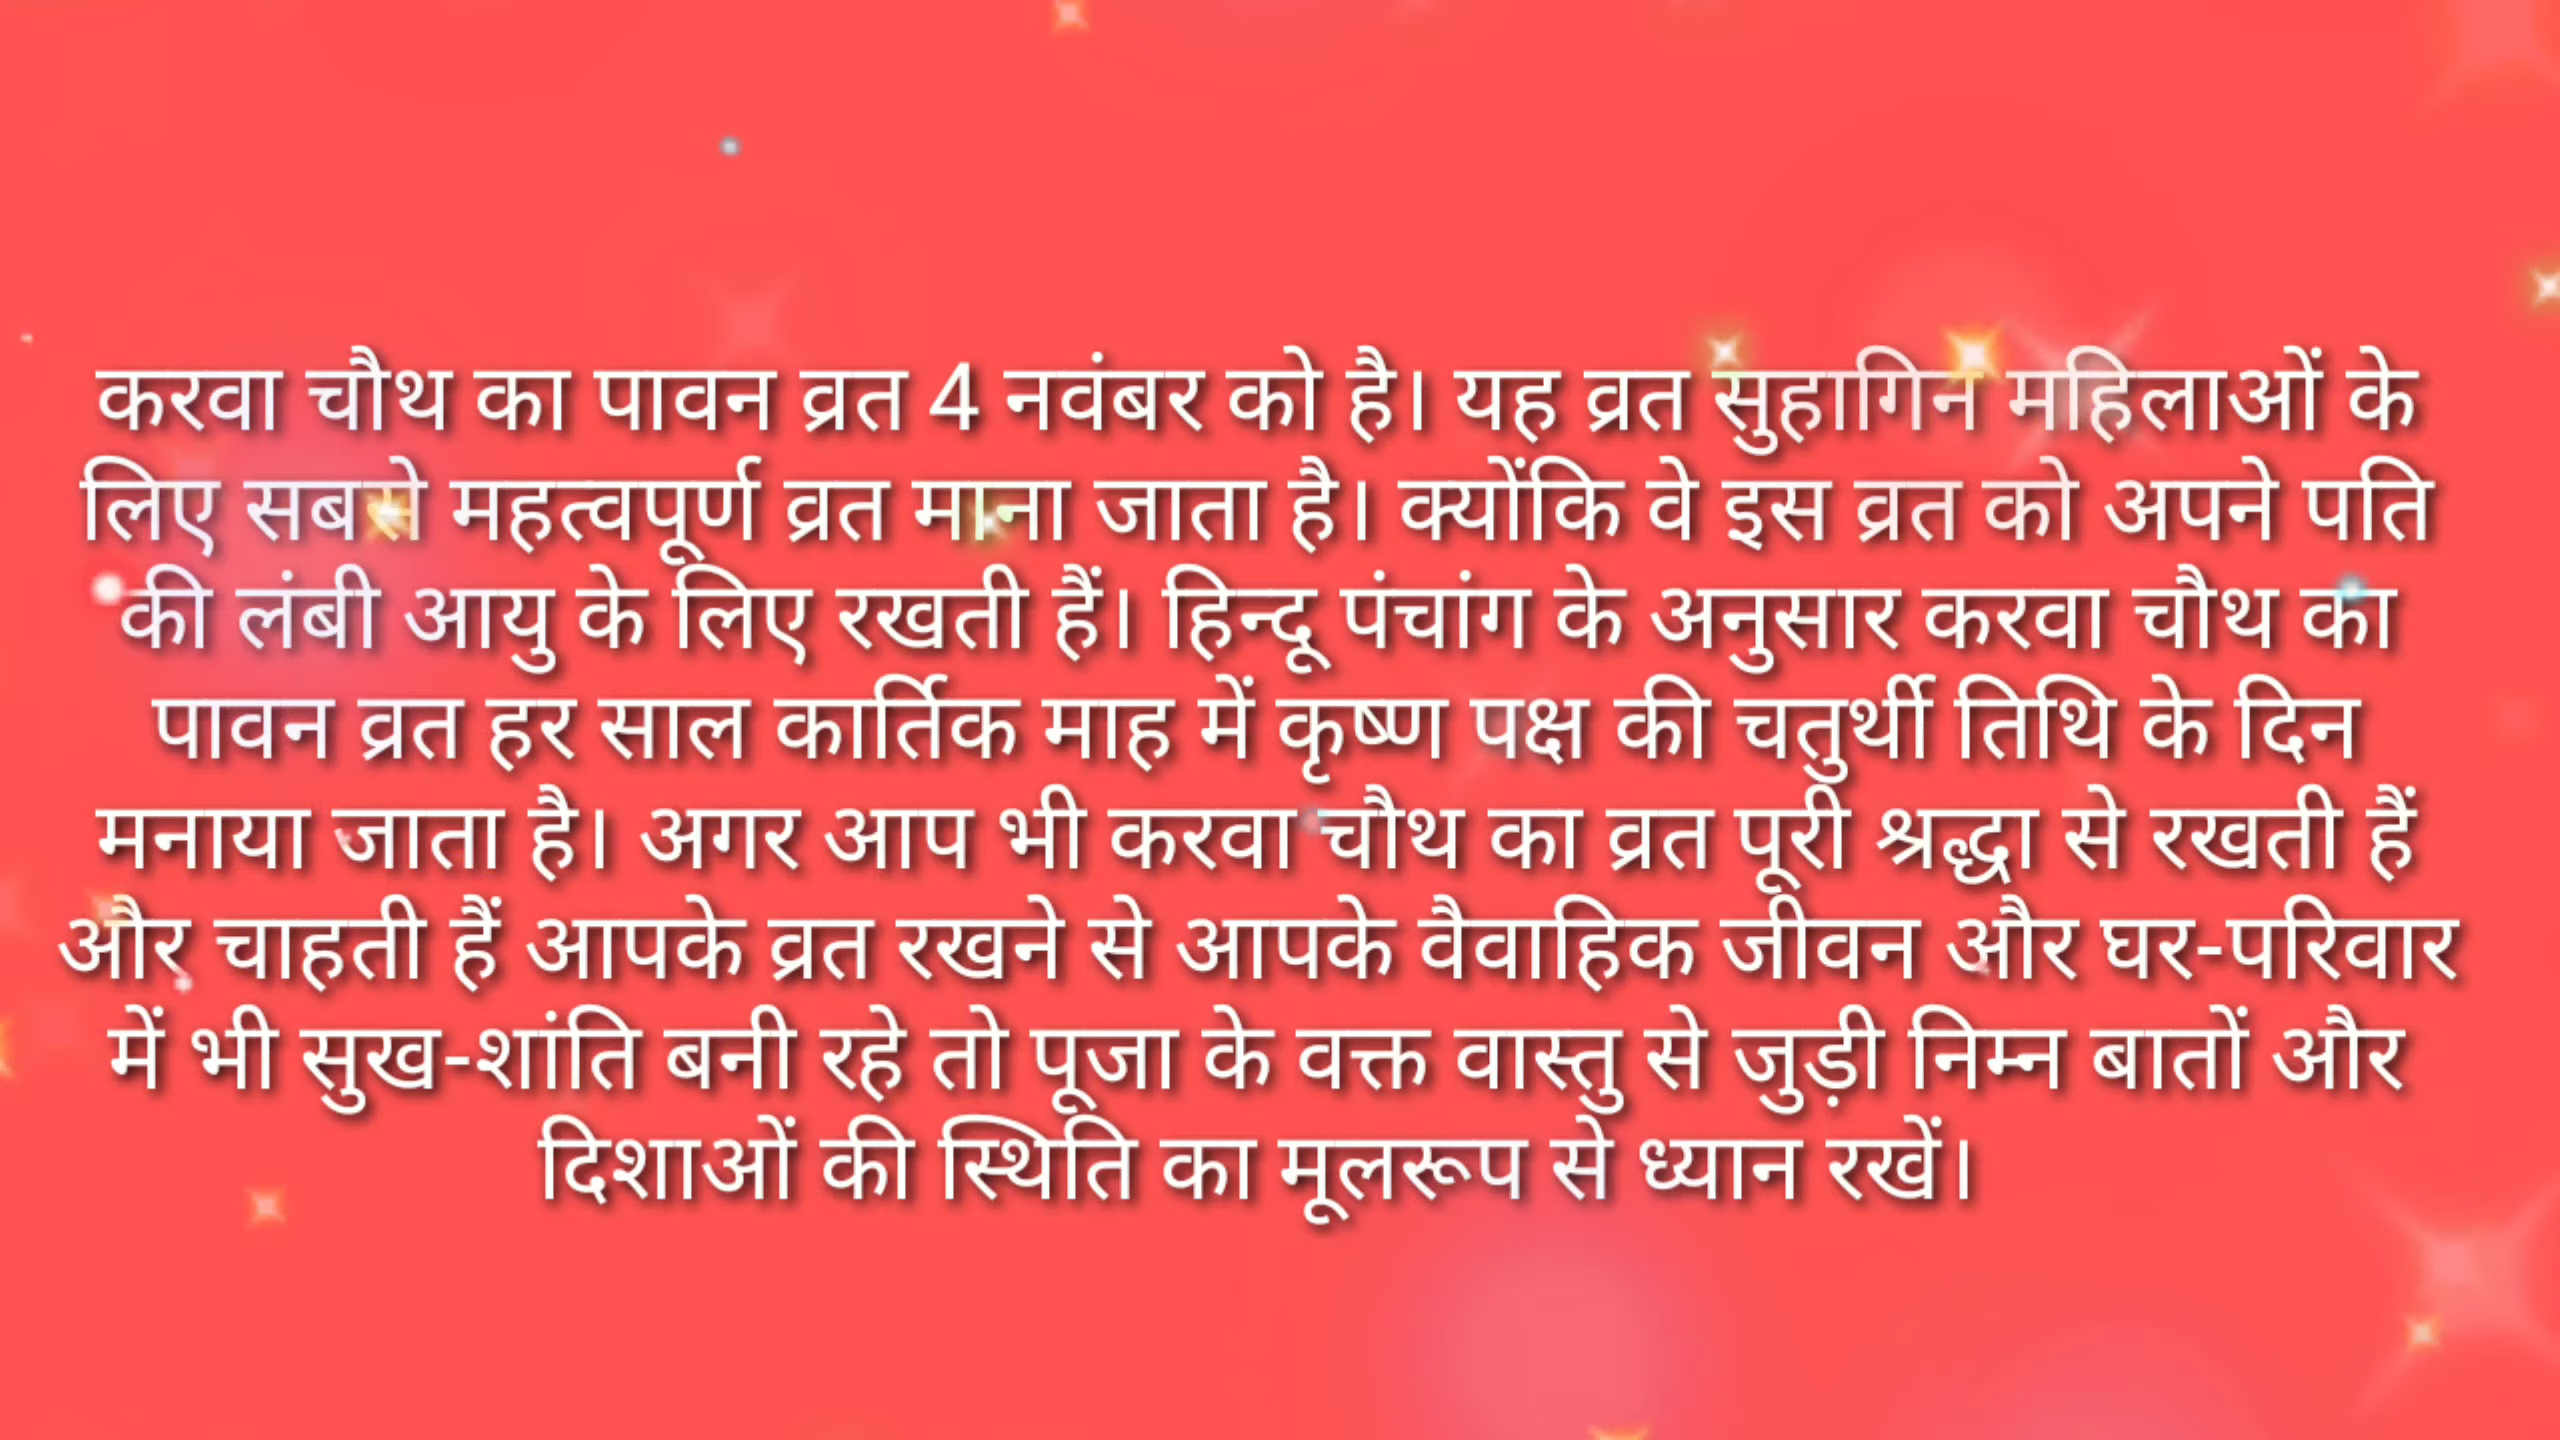 करवा चौथ का पावन व्रत 4 नवंबर को है। यह व्रत सुहागिन महिलाओं के
लिए सबसे महत्वपूर्ण व्रत माना जाता है। क्योंकि वे इस व्रत को अपने पति
की लंबी आयु के लिए रखती हैं। हिन्दू पंचांग के अनुसार करवा चौथ का
पावन व्रत हर साल कार्तिक माह में कृष्ण पक्ष की चतुर्थी तिथि के दिन
मनाया जाता है। अगर आप भी करवा चौथ का व्रत पूरी श्रद्धा से रखती हैं
और चाहती हैं आपके व्रत रखने से आपके वैवाहिक जीवन और घर-परिवार
में भी सुख-शांति बनी रहे तो पूजा के वक्त वास्तु से जुड़ी निम्न बातों और
दिशाओं की स्थिति का मूलरूप से ध्यान रखें।